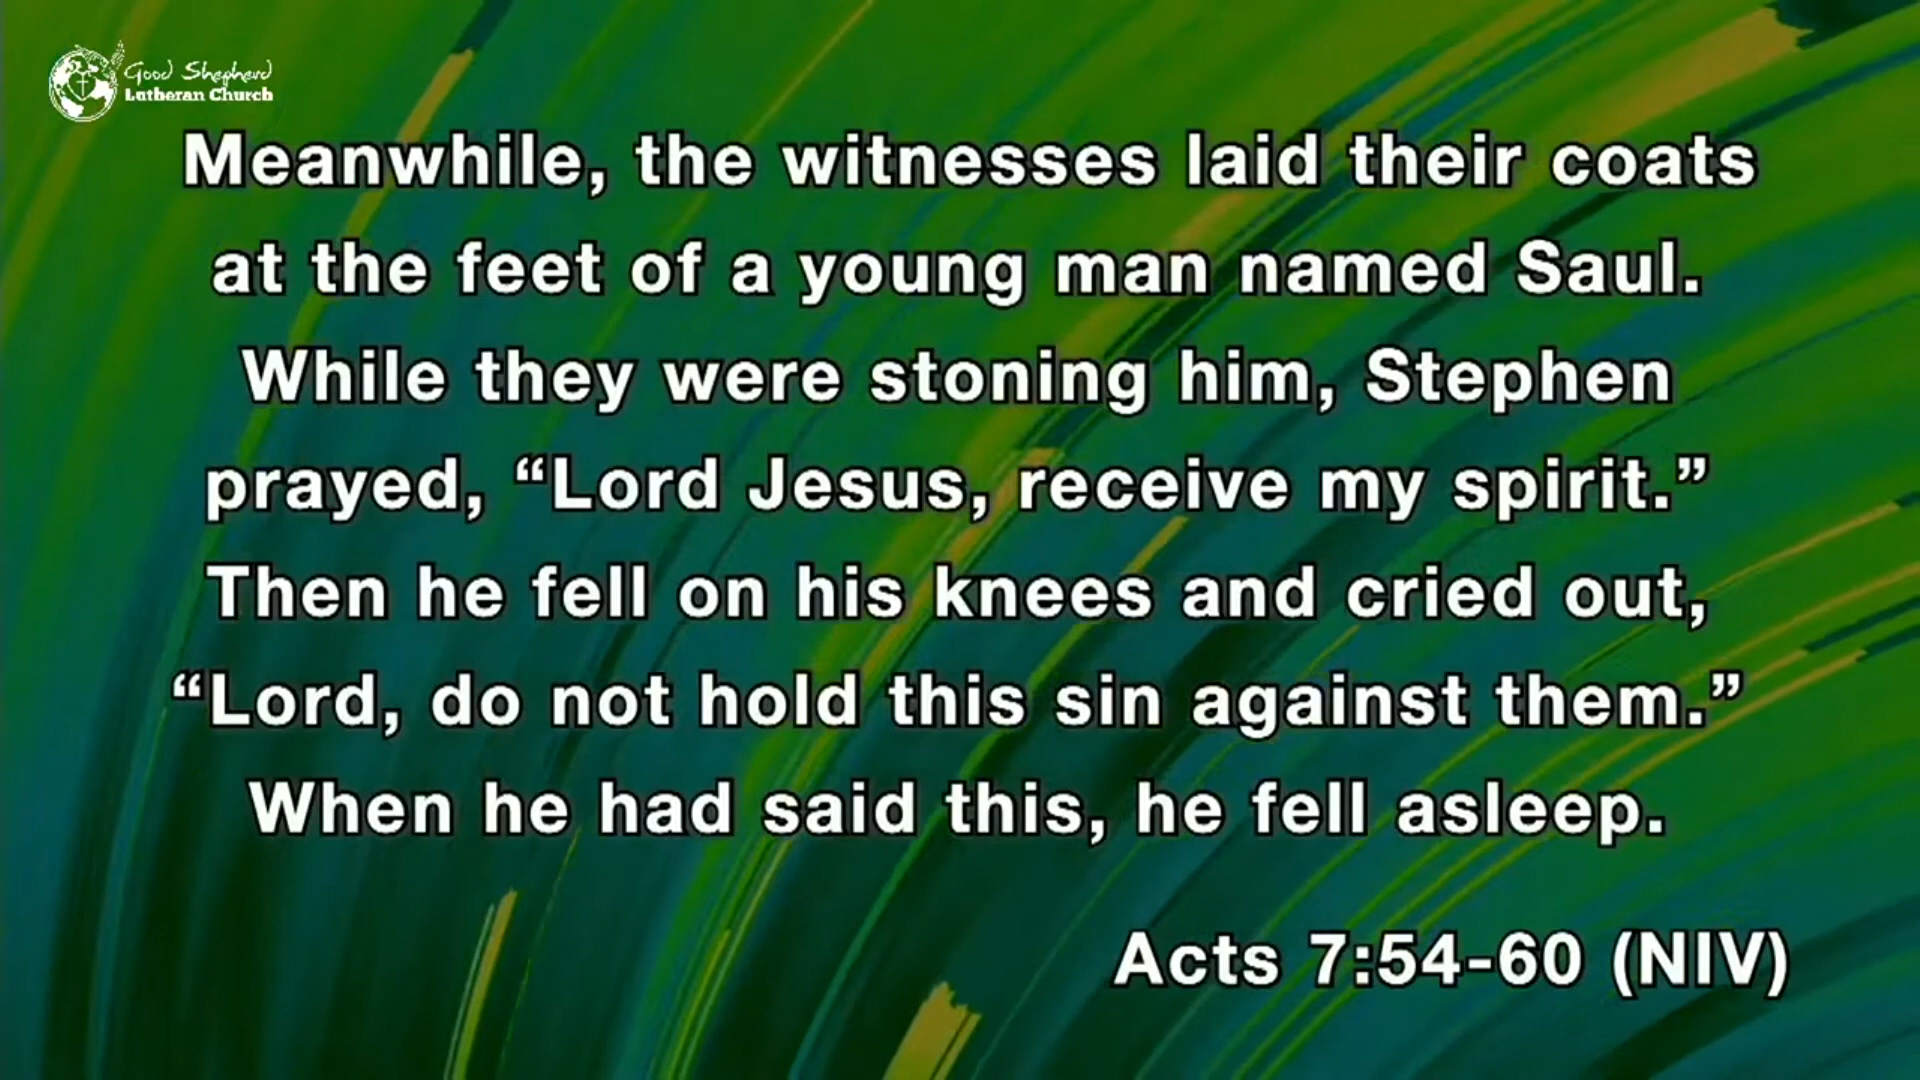 Good Shepherd
Lutheran Church
Meanwhile, the witnesses laid their coats
at the feet of a young man named Saul.
While they were stoning him, Stephen
prayed, “Lord Jesus, receive my spirit.”
Then he fell on his knees and cried out,
“Lord, do not hold this sin against them.”
When he had said this, he fell asleep.
Acts 7:54-60 (NIV)